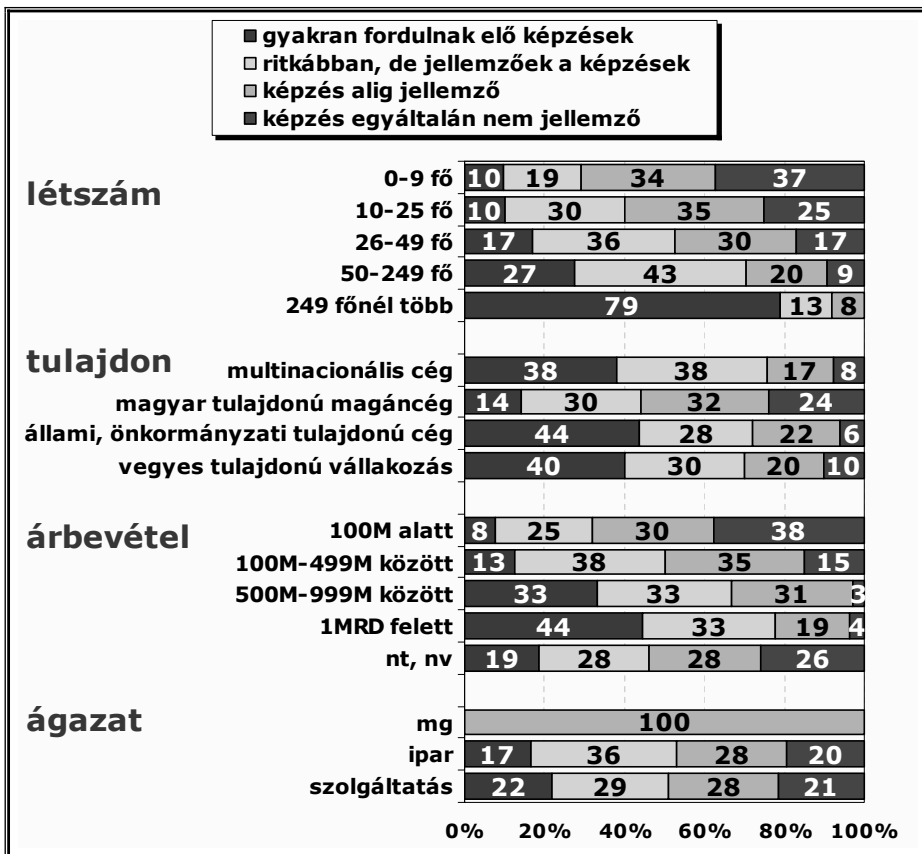 gyakran fordulnak elő képzések
ritkábban, de jellemzőek a képzések
képzés alig jellemző
képzés egyáltalán nem jellemző
létszám
0-9 fő 10 19 34 37
10-25 fő 10 30 35 25
26-49 fő 17 36 30 17
50-249 fő 27 43 20 9
249 főnél több 79 13 8
tulajdon
multinacionális cég 38 38 17 8
magyar tulajdonú magáncég 14 30 32 24
állami, önkormányzati tulajdonú cég 44 28 22 6
vegyes tulajdonú vállakozás 40 30 20 10
árbevétel
100M alatt 8 25 30 38
100M-499M között 13 38 35 15
500M-999M között 33 33 31 3
1MRD felett 44 33 19 4
nt, nv 19 28 28 26
ágazat
mg 100
ipar 17 36 28 20
szolgáltatás 22 29 28 21
0% 20% 40% 60% 80% 100%